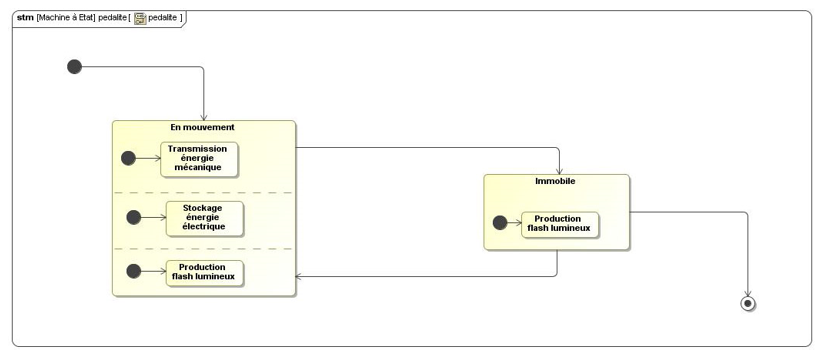 stm [Machine à Etat] pedalite [ pedalite ]
En mouvement
Transmission
énergie
mécanique
Stockage
énergie
électrique
Production
flash lumineux
Immobile
Production
flash lumineux